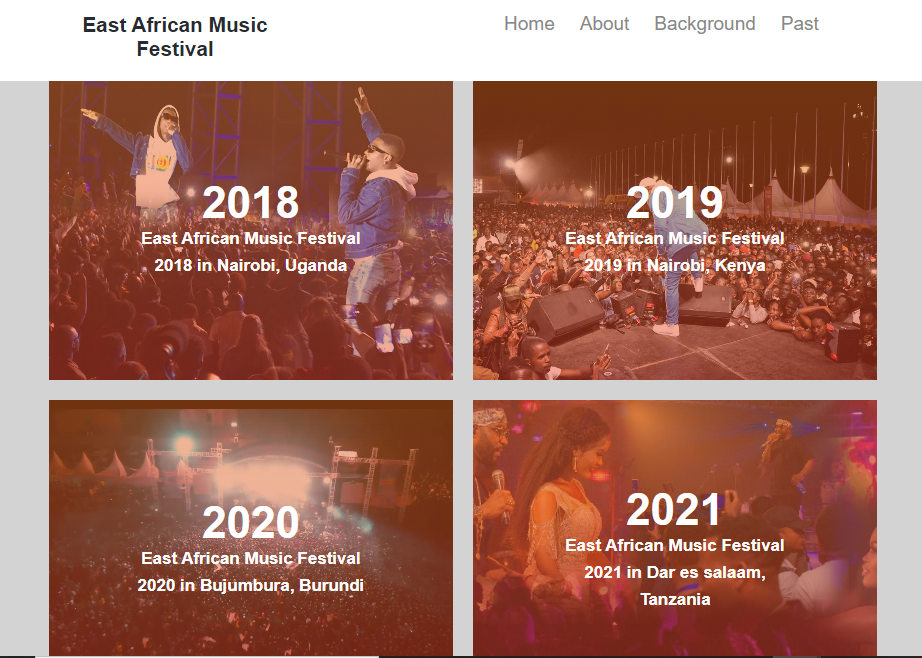 East African Music
Festival
Home About Background Past
2018
East African Music Festival
2018 in Nairobi, Uganda
2019
East African Music Festival
2019 in Nairobi, Kenya
2020
East African Music Festival
2020 in Bujumbura, Burundi
2021
East African Music Festival
2021 in Dar es salaam,
Tanzania